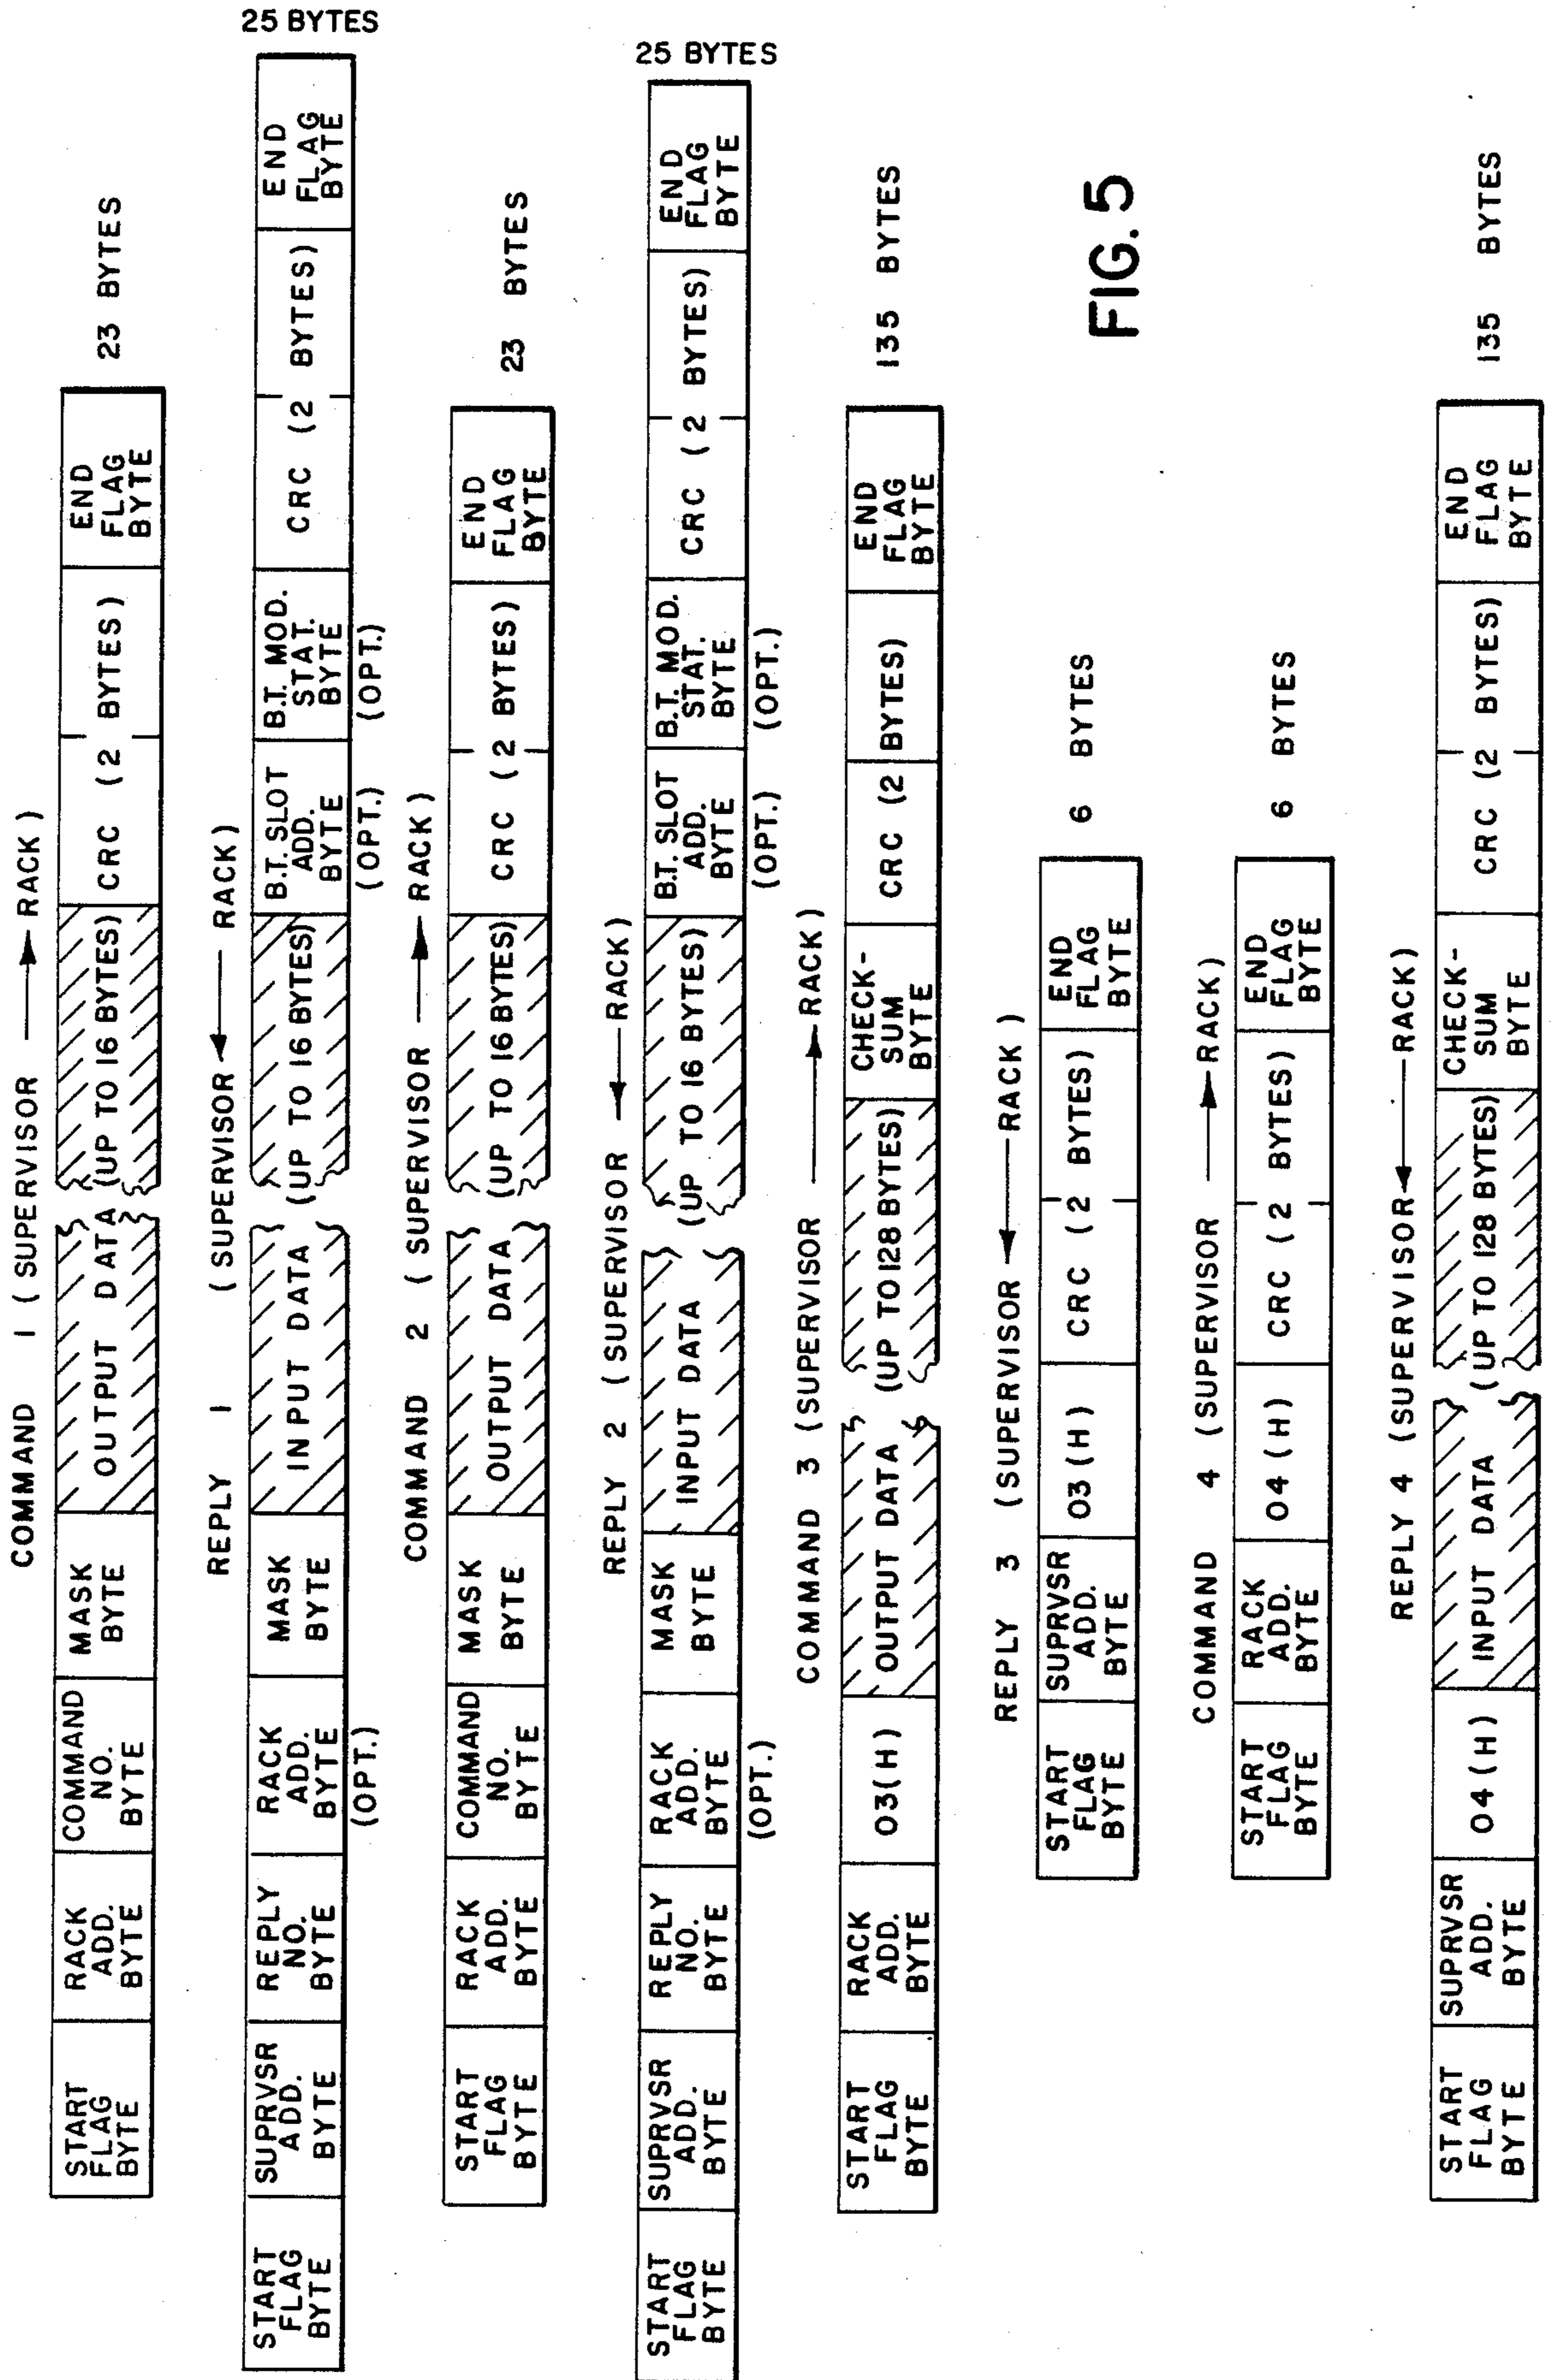 COMMAND 1 (SUPERVISOR → RACK)
START FLAG BYTE
RACK ADD. BYTE
COMMAND NO. BYTE
MASK BYTE
OUTPUT DATA
(UP TO 16 BYTES)
CRC (2 BYTES)
END FLAG BYTE
23 BYTES
REPLY 1 (SUPERVISOR ← RACK)
START FLAG BYTE
SUPRVSR ADD. BYTE
REPLY NO. BYTE
RACK ADD. BYTE
(OPT.)
MASK BYTE
INPUT DATA
(UP TO 16 BYTES)
B.T. SLOT ADD. BYTE
(OPT.)
B.T. MOD. STAT. BYTE
(OPT.)
CRC (2 BYTES)
END FLAG BYTE
25 BYTES
COMMAND 2 (SUPERVISOR → RACK)
START FLAG BYTE
RACK ADD. BYTE
COMMAND NO. BYTE
MASK BYTE
OUTPUT DATA
(UP TO 16 BYTES)
CRC (2 BYTES)
END FLAG BYTE
23 BYTES
REPLY 2 (SUPERVISOR ← RACK)
START FLAG BYTE
SUPRVSR ADD. BYTE
REPLY NO. BYTE
RACK ADD. BYTE
(OPT.)
MASK BYTE
INPUT DATA
(UP TO 16 BYTES)
B.T. SLOT ADD. BYTE
(OPT.)
B.T. MOD. STAT. BYTE
(OPT.)
CRC (2 BYTES)
END FLAG BYTE
25 BYTES
COMMAND 3 (SUPERVISOR → RACK)
START FLAG BYTE
RACK ADD. BYTE
03(H)
OUTPUT DATA
(UP TO 128 BYTES)
CHECK-SUM BYTE
CRC (2 BYTES)
END FLAG BYTE
135 BYTES
REPLY 3 (SUPERVISOR ← RACK)
START FLAG BYTE
SUPRVSR ADD. BYTE
03(H)
CRC (2 BYTES)
END FLAG BYTE
6 BYTES
COMMAND 4 (SUPERVISOR → RACK)
START FLAG BYTE
RACK ADD. BYTE
04(H)
CRC (2 BYTES)
END FLAG BYTE
6 BYTES
REPLY 4 (SUPERVISOR ← RACK)
START FLAG BYTE
SUPRVSR ADD. BYTE
04(H)
INPUT DATA
(UP TO 128 BYTES)
CHECK-SUM BYTE
CRC (2 BYTES)
END FLAG BYTE
135 BYTES
FIG. 5